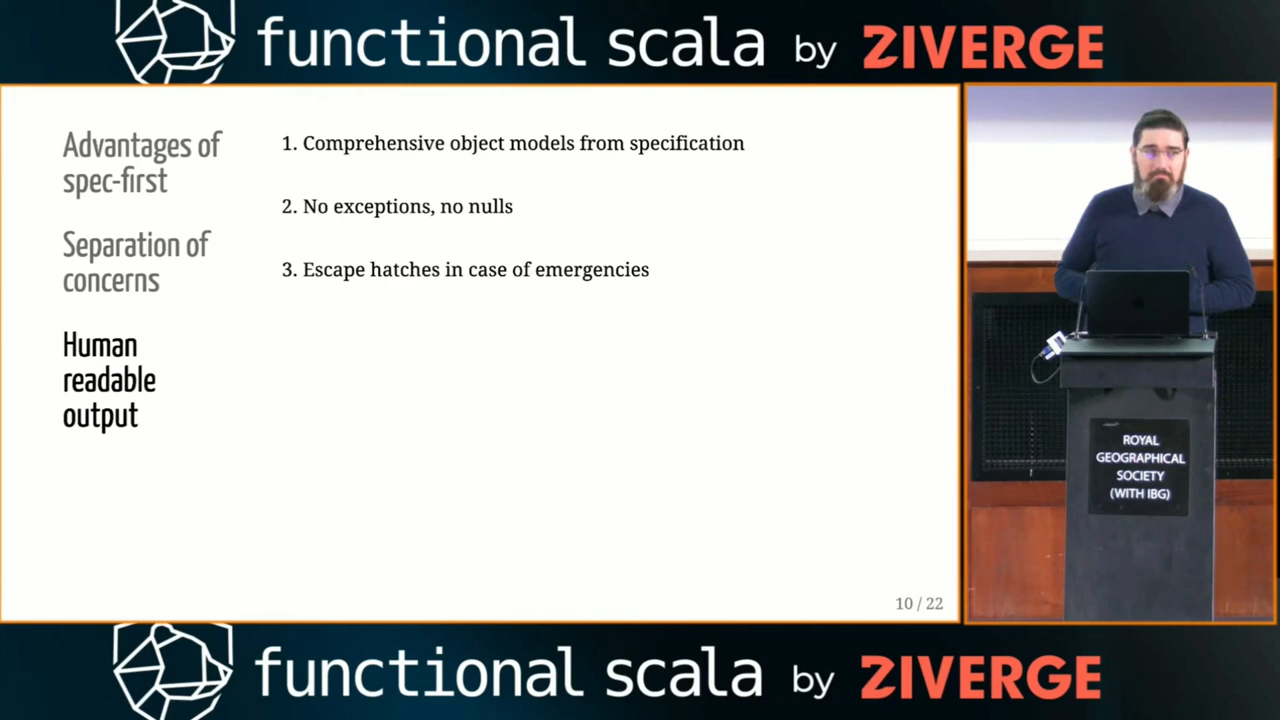 functional scala by ZIVERGE
Advantages of
spec-first
Separation of
concerns
Human
readable
output
1. Comprehensive object models from specification
2. No exceptions, no nulls
3. Escape hatches in case of emergencies
10 / 22
ROYAL
GEOGRAPHICAL
SOCIETY
(WITH IBG)
functional scala by ZIVERGE